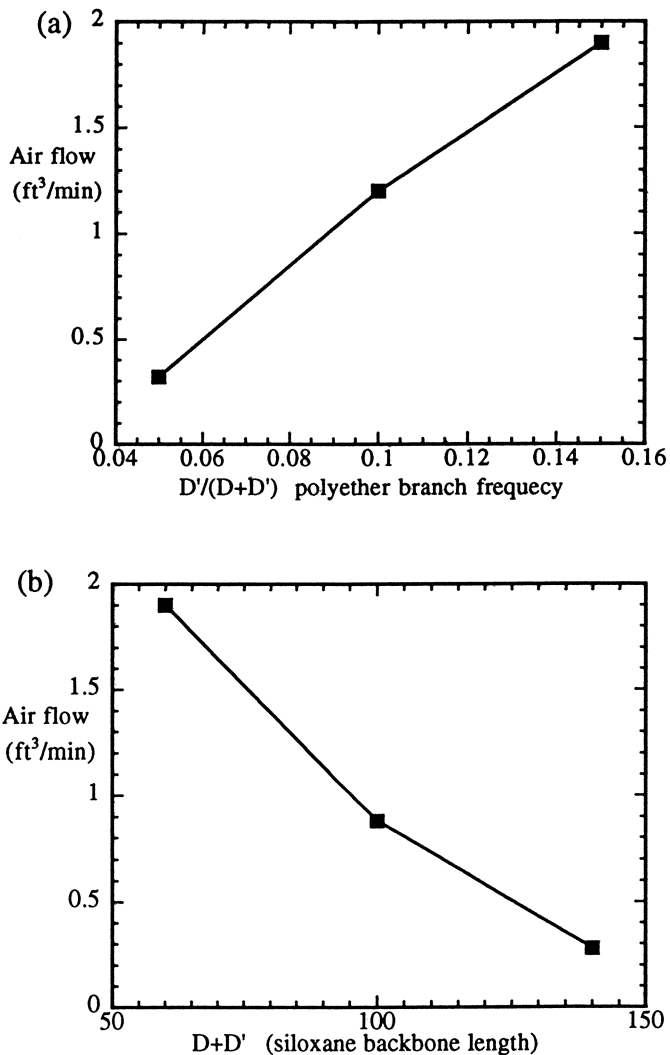 (a)
2
1.5
Air flow
(ft³/min)
1
0.5
0
0.04 0.06 0.08 0.1 0.12 0.14 0.16
D'/(D+D') polyether branch frequecy
(b)
2
1.5
Air flow
(ft³/min)
1
0.5
0
50 100 150
D+D' (siloxane backbone length)